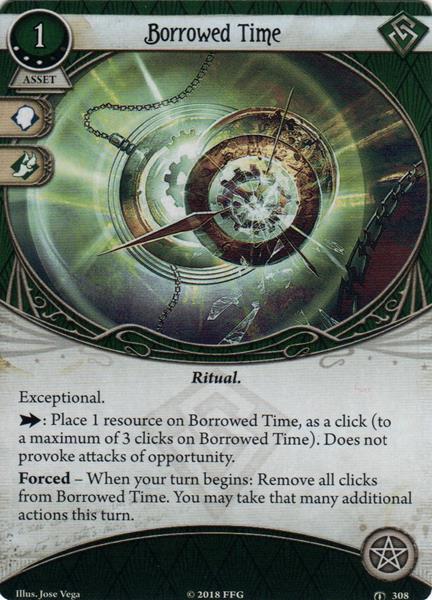 1
Borrowed Time
ASSET
Ritual.
Exceptional.
: Place 1 resource on Borrowed Time, as a click (to
a maximum of 3 clicks on Borrowed Time). Does not
provoke attacks of opportunity.
Forced – When your turn begins: Remove all clicks
from Borrowed Time. You may take that many additional
actions this turn.
Illus. Jose Vega
© 2018 FFG
308